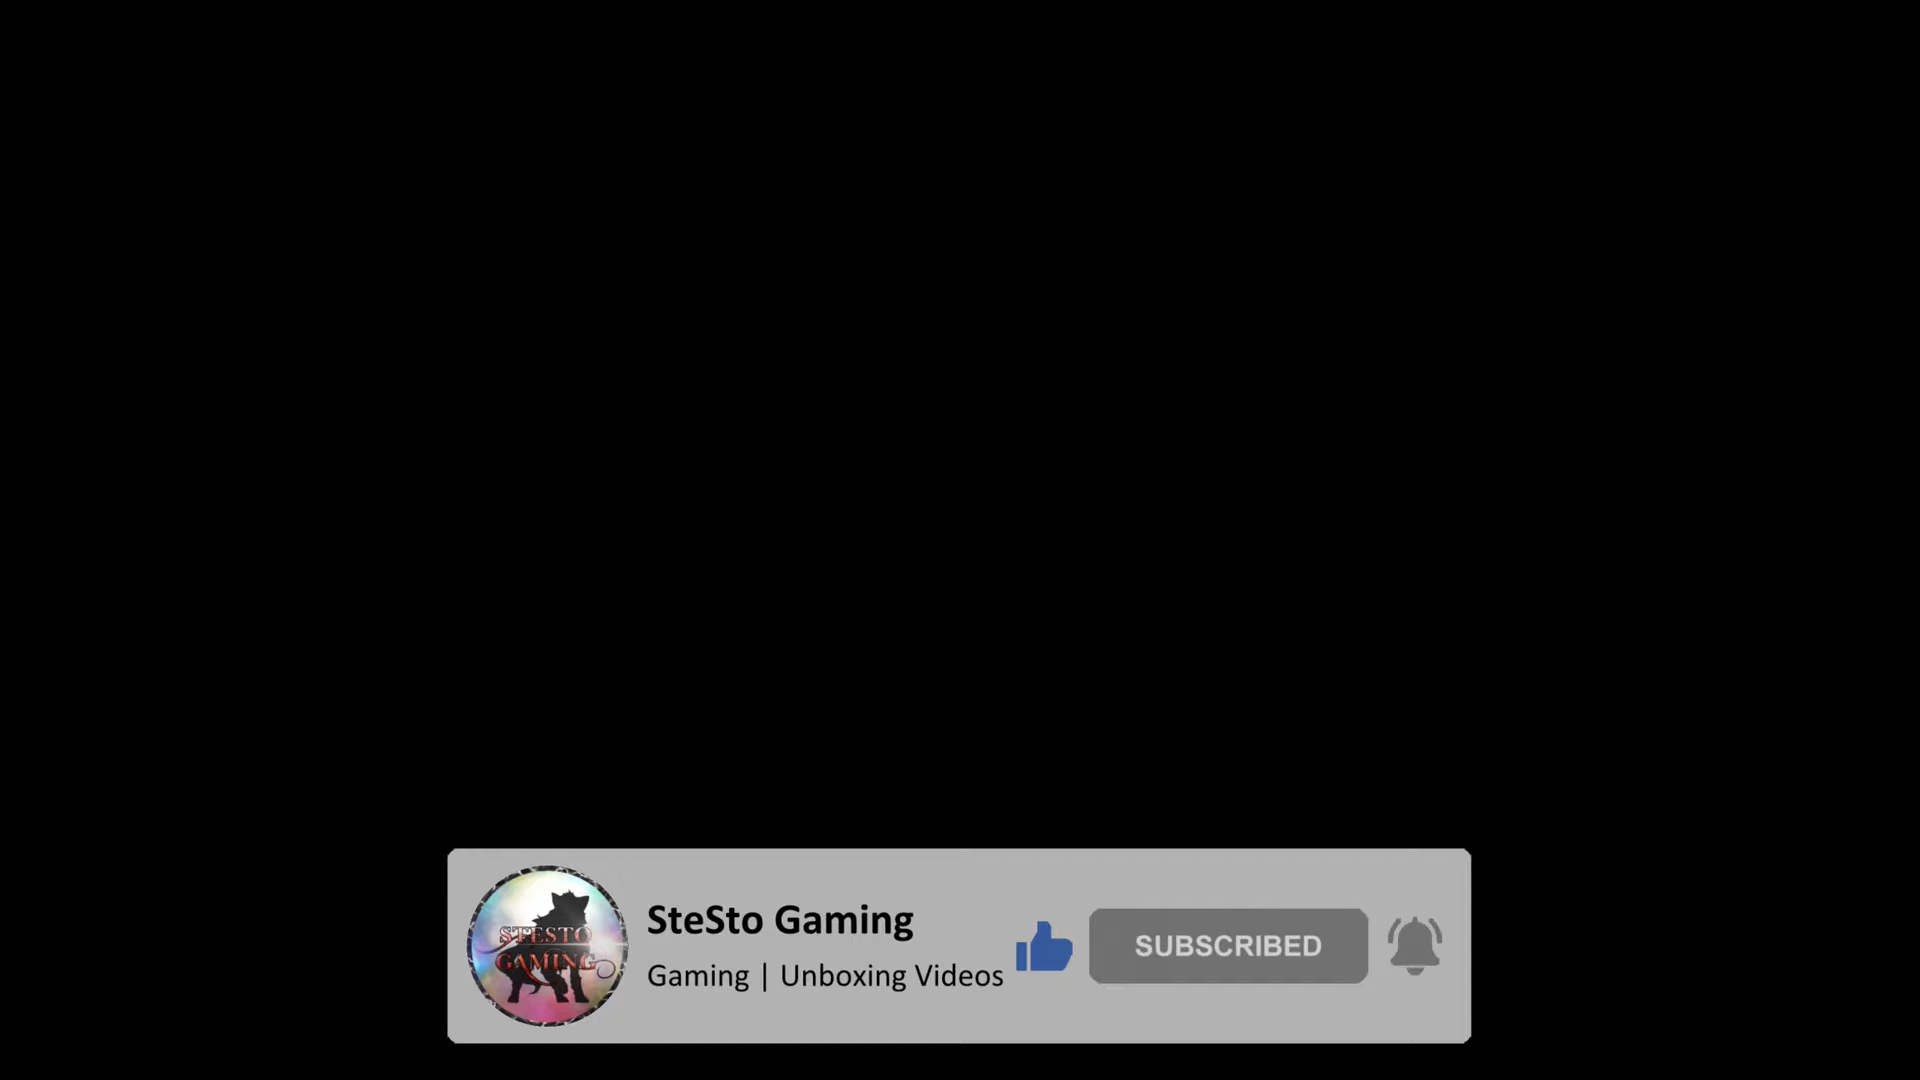 STESTO
GAMING
SteSto Gaming
Gaming | Unboxing Videos
SUBSCRIBED